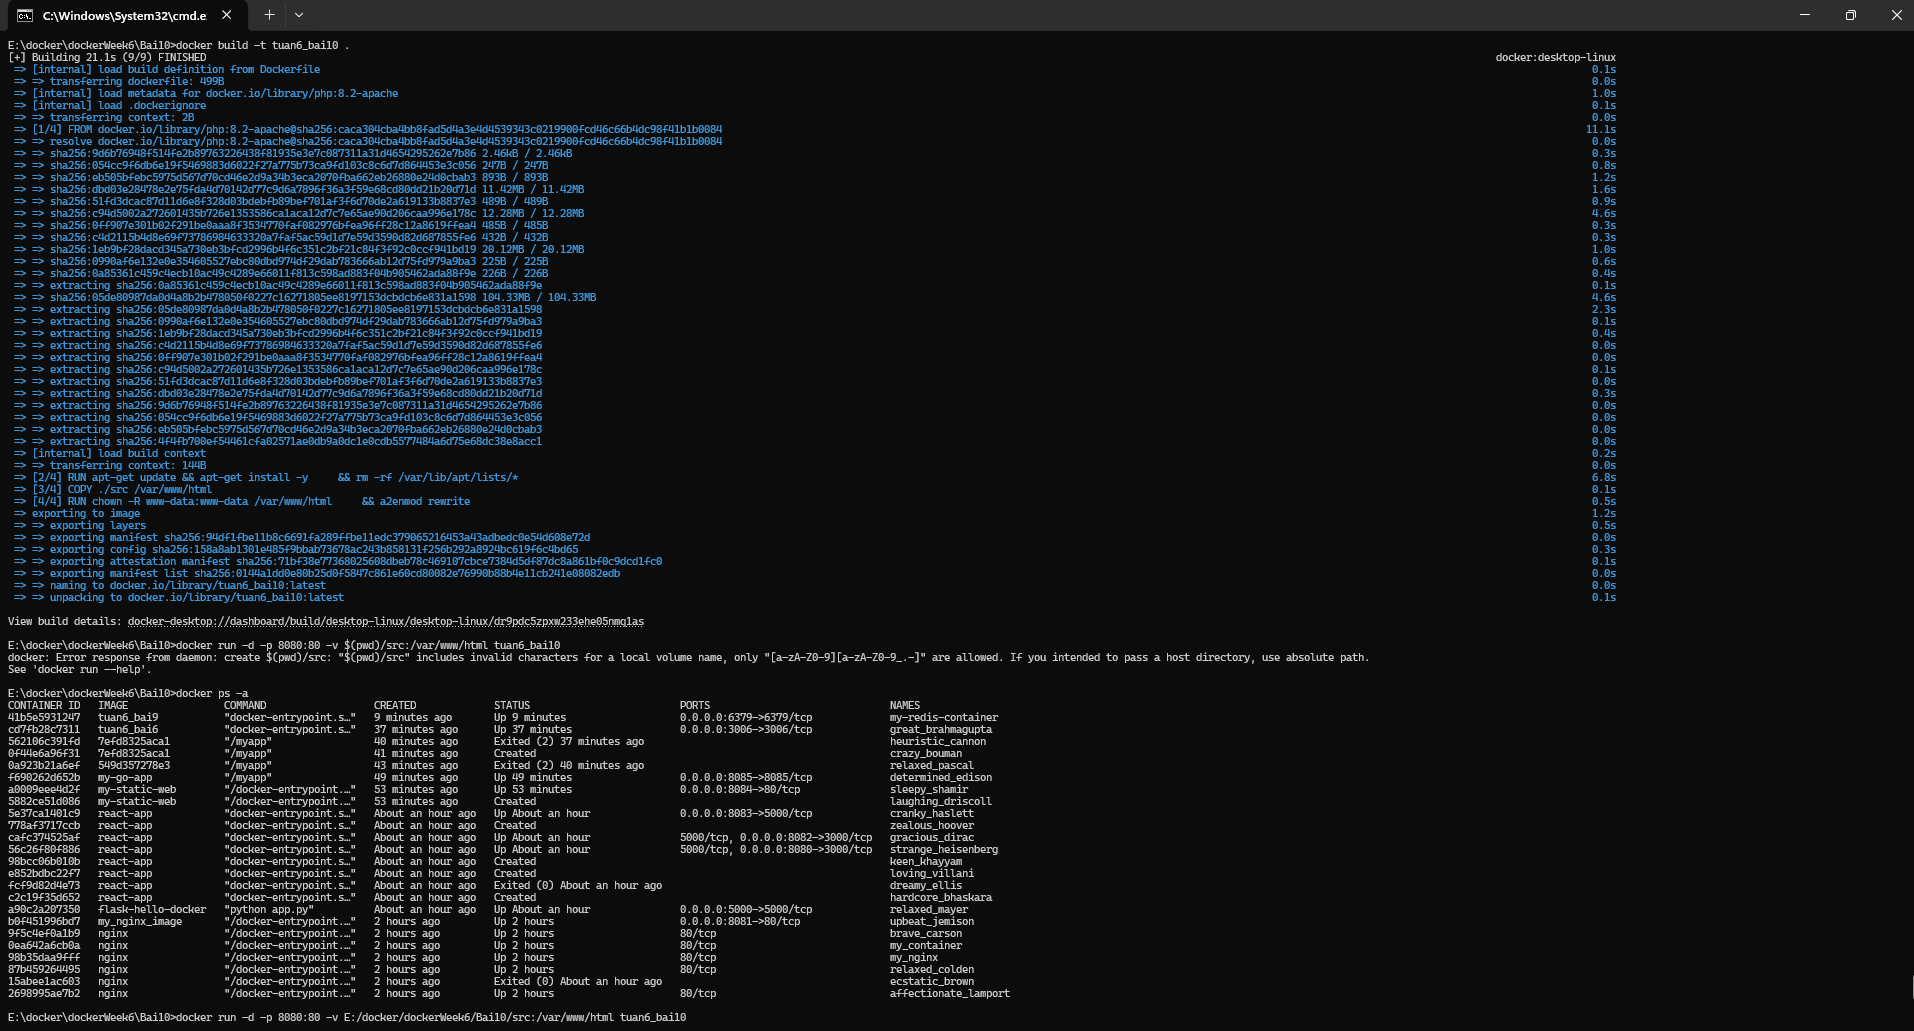 C:\Windows\System32\cmd.e
E:\docker\dockerWeek6\Bai10>docker build -t tuan6_bai10 .
[+] Building 21.1s (9/9) FINISHED docker:desktop-linux
=> [internal] load build definition from Dockerfile 0.1s
=> => transferring dockerfile: 499B 0.0s
=> [internal] load metadata for docker.io/library/php:8.2-apache 1.0s
=> [internal] load .dockerignore 0.1s
=> => transferring context: 2B 0.0s
=> [1/4] FROM docker.io/library/php:8.2-apache@sha256:caca304cba4bb8fad5d4a3e4d4539343c0219900fcd46c66b4dc98f41b1b0084 11.1s
=> => resolve docker.io/library/php:8.2-apache@sha256:caca304cba4bb8fad5d4a3e4d4539343c0219900fcd46c66b4dc98f41b1b0084 0.0s
=> => sha256:9d6b76948f514fe2b89763226438f81935e3e7c087311a31d4654295262e7b86 2.46kB / 2.46kB 0.3s
=> => sha256:054cc9f6db6e19f5469883d6022f27a775b73ca9fd103c8c6d7d864453e3c056 247B / 247B 0.8s
=> => sha256:eb505bfebc5975d567d70cd46e2d9a34b3eca2070fba662eb26880e24d0cbab3 893B / 893B 1.2s
=> => sha256:dbd03e28478e2e75fda4d70142d77c9d6a7896f36a3f59e68cd80dd21b20d71d 11.42MB / 11.42MB 1.6s
=> => sha256:51fd3dcac87d11d6e8f328d03bdebfb89bef701af3f6d70de2a619133b8837e3 489B / 489B 0.9s
=> => sha256:c94d5002a272601435b726e1353586ca1aca12d7c7e65ae90d206caa996e178c 12.28MB / 12.28MB 4.6s
=> => sha256:0ff907e301b02f291be0aaa8f3534770faf082976bfea96ff28c12a8619ffea4 485B / 485B 0.3s
=> => sha256:c4d2115b4d8e69f73786984633320a7faf5ac59d1d7e59d3590d82d687855fe6 432B / 432B 0.3s
=> => sha256:1eb9bf28dacd345a730eb3bfcd2996b4f6c351c2bf21c84f3f92c0ccf941bd19 20.12MB / 20.12MB 1.0s
=> => sha256:0990af6e132e0e354605527ebc80dbd974df29dab783666ab12d75fd979a9ba3 225B / 225B 0.6s
=> => sha256:0a85361c459c4ecb10ac49c4289e66011f813c598ad883f04b905462ada88f9e 226B / 226B 0.4s
=> => extracting sha256:0a85361c459c4ecb10ac49c4289e66011f813c598ad883f04b905462ada88f9e 0.1s
=> => sha256:05de80987da0d4a8b2b478050f0227c16271805ee8197153dcbdcb6e831a1598 104.33MB / 104.33MB 4.6s
=> => extracting sha256:05de80987da0d4a8b2b478050f0227c16271805ee8197153dcbdcb6e831a1598 2.3s
=> => extracting sha256:0990af6e132e0e354605527ebc80dbd974df29dab783666ab12d75fd979a9ba3 0.1s
=> => extracting sha256:1eb9bf28dacd345a730eb3bfcd2996b4f6c351c2bf21c84f3f92c0ccf941bd19 0.4s
=> => extracting sha256:c4d2115b4d8e69f73786984633320a7faf5ac59d1d7e59d3590d82d687855fe6 0.0s
=> => extracting sha256:0ff907e301b02f291be0aaa8f3534770faf082976bfea96ff28c12a8619ffea4 0.0s
=> => extracting sha256:c94d5002a272601435b726e1353586ca1aca12d7c7e65ae90d206caa996e178c 0.1s
=> => extracting sha256:51fd3dcac87d11d6e8f328d03bdebfb89bef701af3f6d70de2a619133b8837e3 0.0s
=> => extracting sha256:dbd03e28478e2e75fda4d70142d77c9d6a7896f36a3f59e68cd80dd21b20d71d 0.3s
=> => extracting sha256:9d6b76948f514fe2b89763226438f81935e3e7c087311a31d4654295262e7b86 0.0s
=> => extracting sha256:054cc9f6db6e19f5469883d6022f27a775b73ca9fd103c8c6d7d864453e3c056 0.0s
=> => extracting sha256:eb505bfebc5975d567d70cd46e2d9a34b3eca2070fba662eb26880e24d0cbab3 0.0s
=> => extracting sha256:4f4fb700ef54461cfa02571ae0db9a0dc1e0cdb5577484a6d75e68dc38e8acc1 0.0s
=> [internal] load build context 0.2s
=> => transferring context: 144B 0.0s
=> [2/4] RUN apt-get update && apt-get install -y     && rm -rf /var/lib/apt/lists/* 6.8s
=> [3/4] COPY ./src /var/www/html 0.1s
=> [4/4] RUN chown -R www-data:www-data /var/www/html     && a2enmod rewrite 0.5s
=> exporting to image 1.2s
=> => exporting layers 0.5s
=> => exporting manifest sha256:94df1fbe11b8c6691fa289ffbe11edc379065216453a43adbedc0e54d608e72d 0.0s
=> => exporting config sha256:158a8ab1301e485f9bbab73678ac243b858131f256b292a8924bc619f6c4bd65 0.3s
=> => exporting attestation manifest sha256:71bf38e77368025608dbeb78c469107cbce7384d5df87dc8a861bf0c9dcd1fc0 0.1s
=> => exporting manifest list sha256:0144a1dd0e80b25d0f5847c861e60cd80082e76990b88b4e11cb241e08082edb 0.0s
=> => naming to docker.io/library/tuan6_bai10:latest 0.0s
=> => unpacking to docker.io/library/tuan6_bai10:latest 0.1s
View build details: docker-desktop://dashboard/build/desktop-linux/desktop-linux/dr9pdc5zpxw233ehe05nmq1as
E:\docker\dockerWeek6\Bai10>docker run -d -p 8080:80 -v $(pwd)/src:/var/www/html tuan6_bai10
docker: Error response from daemon: create $(pwd)/src: "$(pwd)/src" includes invalid characters for a local volume name, only "[a-zA-Z0-9][a-zA-Z0-9_.-]" are allowed. If you intended to pass a host directory, use absolute path.
See 'docker run --help'.
E:\docker\dockerWeek6\Bai10>docker ps -a
CONTAINER ID   IMAGE   COMMAND   CREATED   STATUS   PORTS   NAMES
41b5e5931247 tuan6_bai9 "docker-entrypoint.s…" 9 minutes ago Up 9 minutes 0.0.0.0:6379->6379/tcp my-redis-container
cd7fb28c7311 tuan6_bai6 "docker-entrypoint.s…" 37 minutes ago Up 37 minutes 0.0.0.0:3006->3006/tcp great_brahmagupta
562106c391fd 7efd8325aca1 "/myapp" 40 minutes ago Exited (2) 37 minutes ago heuristic_cannon
0f44e6a96f31 7efd8325aca1 "/myapp" 41 minutes ago Created crazy_bouman
0a923b21a6ef 549d357278e3 "/myapp" 43 minutes ago Exited (2) 40 minutes ago relaxed_pascal
f690262d652b my-go-app "/myapp" 49 minutes ago Up 49 minutes 0.0.0.0:8085->8085/tcp determined_edison
a0009eee4d2f my-static-web "/docker-entrypoint.…" 53 minutes ago Up 53 minutes 0.0.0.0:8084->80/tcp sleepy_shamir
5882ce51d086 my-static-web "/docker-entrypoint.…" 53 minutes ago Created laughing_driscoll
5e37ca1401c9 react-app "docker-entrypoint.s…" About an hour ago Up About an hour 0.0.0.0:8083->5000/tcp cranky_haslett
778af3717ccb react-app "docker-entrypoint.s…" About an hour ago Created zealous_hoover
cafc374525af react-app "docker-entrypoint.s…" About an hour ago Up About an hour 5000/tcp, 0.0.0.0:8082->3000/tcp gracious_dirac
56c26f80f886 react-app "docker-entrypoint.s…" About an hour ago Up About an hour 5000/tcp, 0.0.0.0:8080->3000/tcp strange_heisenberg
98bcc06b010b react-app "docker-entrypoint.s…" About an hour ago Created keen_khayyam
e852bdbc22f7 react-app "docker-entrypoint.s…" About an hour ago Created loving_villani
fcf9d82d4e73 react-app "docker-entrypoint.s…" About an hour ago Exited (0) About an hour ago dreamy_ellis
c2c19f35d652 react-app "docker-entrypoint.s…" About an hour ago Created hardcore_bhaskara
a90c2a207350 flask-hello-docker "python app.py" About an hour ago Up About an hour 0.0.0.0:5000->5000/tcp relaxed_mayer
b0f451996bd7 my_nginx_image "/docker-entrypoint.…" 2 hours ago Up 2 hours 0.0.0.0:8081->80/tcp upbeat_jemison
9f5c4ef0a1b9 nginx "/docker-entrypoint.…" 2 hours ago Up 2 hours 80/tcp brave_carson
0ea642a6cb0a nginx "/docker-entrypoint.…" 2 hours ago Up 2 hours 80/tcp my_container
98b35daa9fff nginx "/docker-entrypoint.…" 2 hours ago Up 2 hours 80/tcp my_nginx
87b459264495 nginx "/docker-entrypoint.…" 2 hours ago Up 2 hours 80/tcp relaxed_colden
15abee1ac603 nginx "/docker-entrypoint.…" 2 hours ago Exited (0) About an hour ago ecstatic_brown
2698995ae7b2 nginx "/docker-entrypoint.…" 2 hours ago Up 2 hours 80/tcp affectionate_lamport
E:\docker\dockerWeek6\Bai10>docker run -d -p 8080:80 -v E:/docker/dockerWeek6/Bai10/src:/var/www/html tuan6_bai10